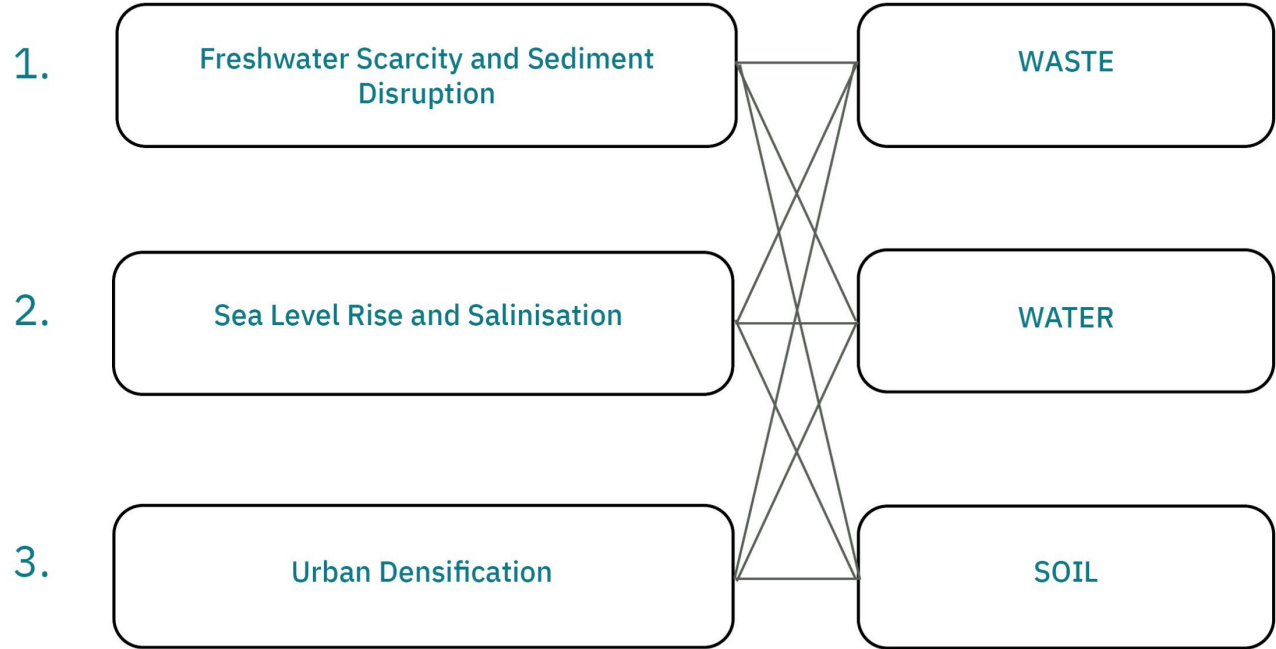 1.
Freshwater Scarcity and Sediment
Disruption
WASTE
2.
Sea Level Rise and Salinisation
WATER
3.
Urban Densification
SOIL